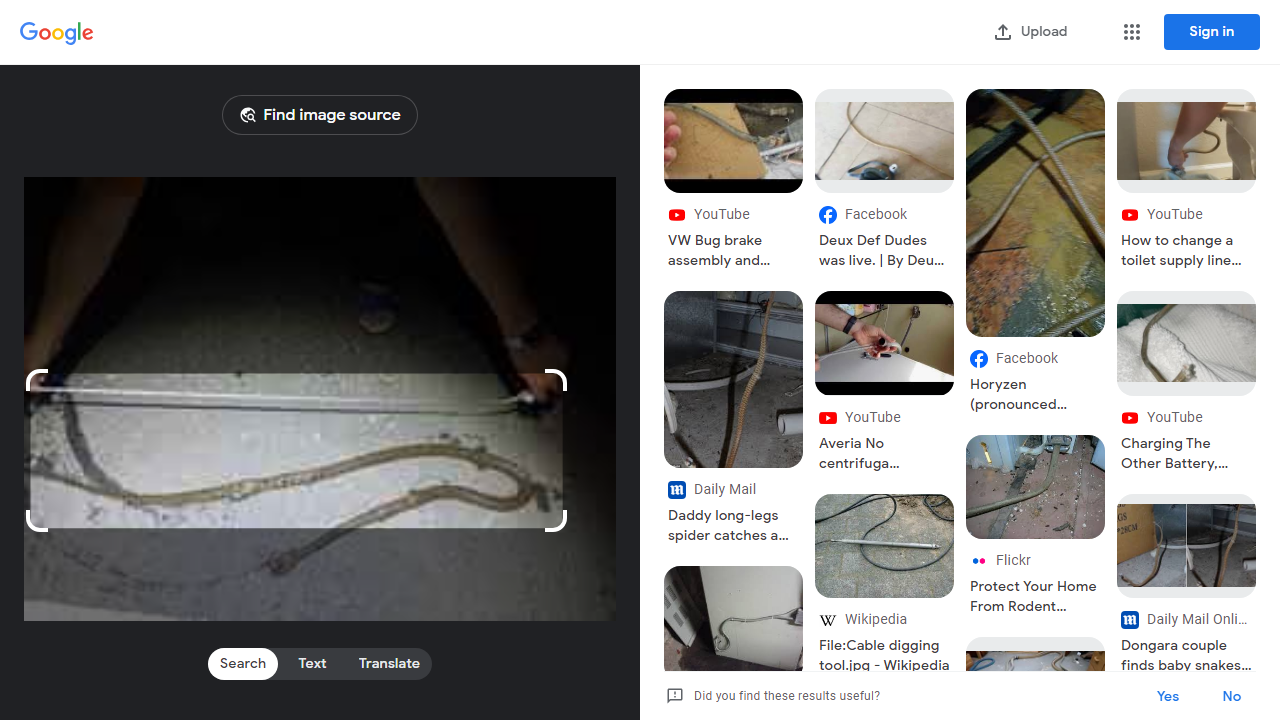 Google
Upload
Sign in
Find image source
Search
Text
Translate
YouTube
VW Bug brake
assembly and...
Facebook
Deux Def Dudes
was live. | By Deu...
Facebook
Horyzen
(pronounced...
YouTube
How to change a
toilet supply line...
Daily Mail
Daddy long-legs
spider catches a...
YouTube
Averia No
centrifuga...
Flickr
Protect Your Home
From Rodent...
YouTube
Charging The
Other Battery,...
Wikipedia
File:Cable digging
tool.jpg - Wikipedia
Daily Mail Onli...
Dongara couple
finds baby snakes...
Did you find these results useful?
Yes
No